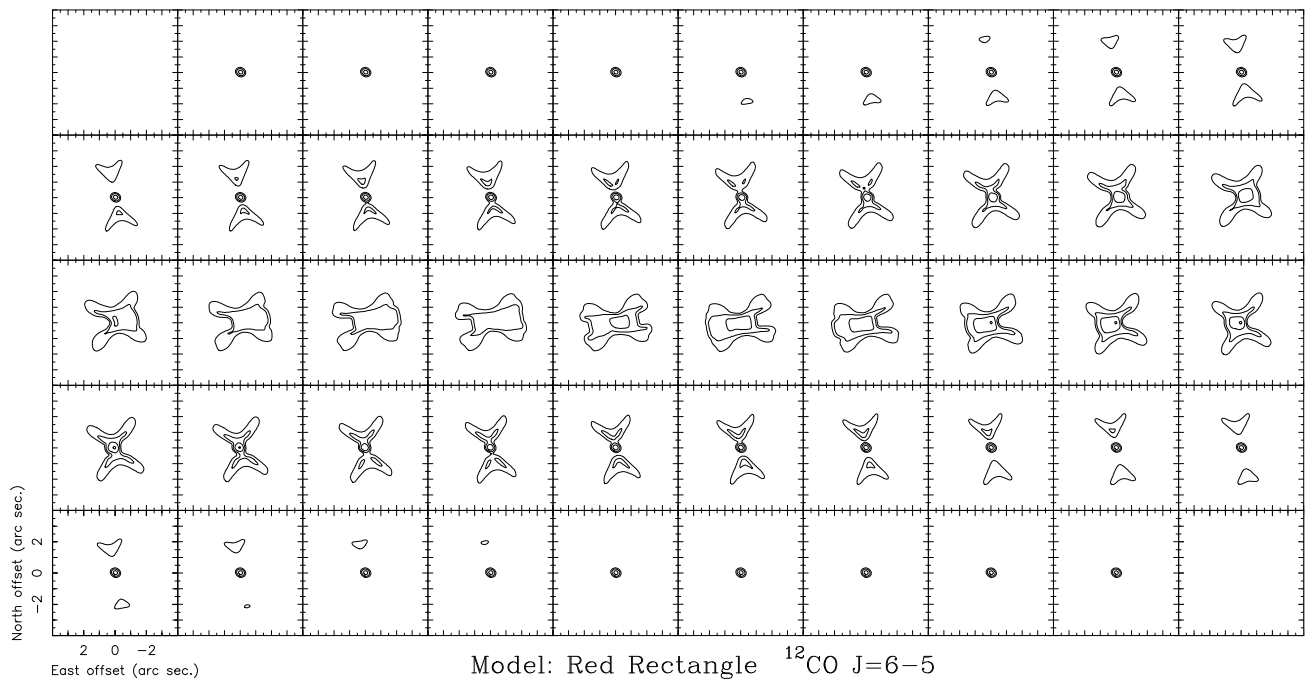 North offset (arc sec.)
2
0
−2
2 0 −2
East offset (arc sec.)
Model: Red Rectangle ¹²CO J=6−5